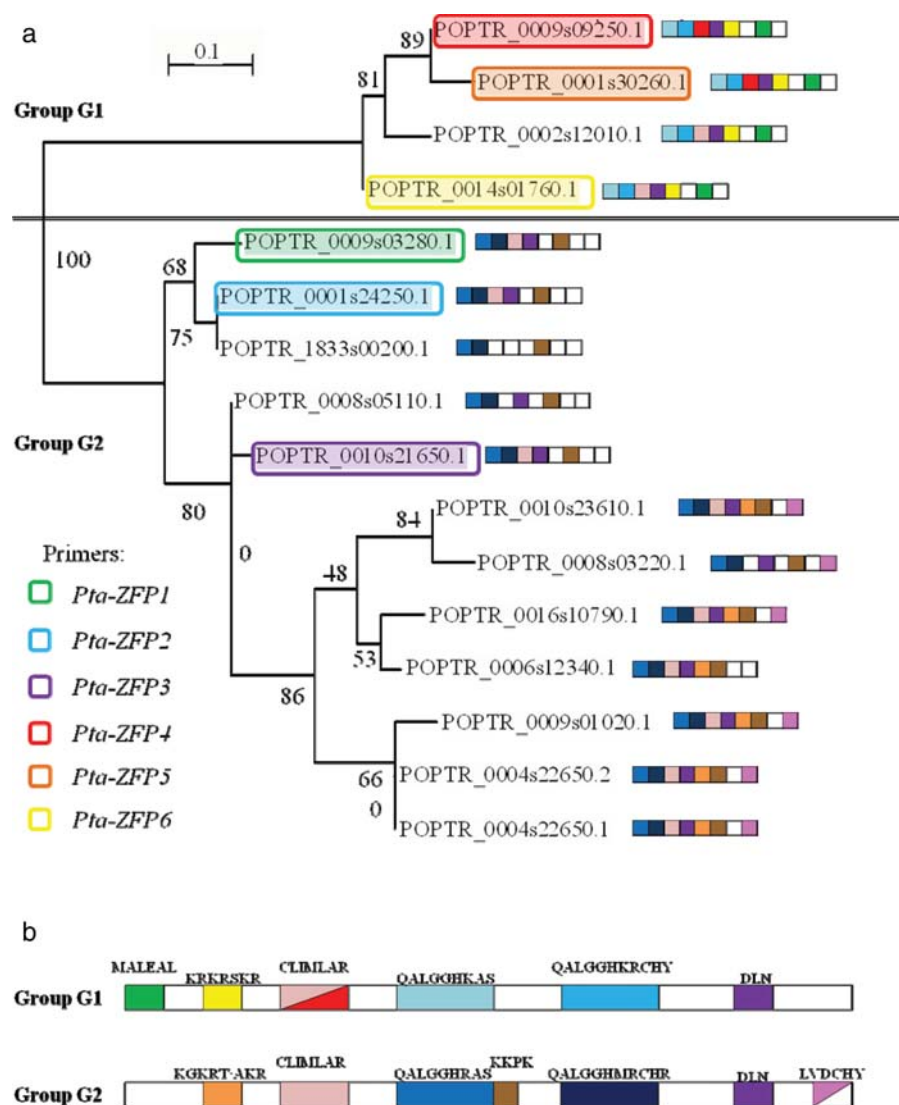 a
0.1
Group G1
89
POPTR_0009s09250.1
81
POPTR_0001s30260.1
POPTR_0002s12010.1
POPTR_0014s01760.1
100
68
POPTR_0009s03280.1
POPTR_0001s24250.1
75
POPTR_1833s00200.1
POPTR_0008s05110.1
Group G2
POPTR_0010s21650.1
80
0
POPTR_0010s23610.1
84
POPTR_0008s03220.1
48
POPTR_0016s10790.1
53
POPTR_0006s12340.1
86
POPTR_0009s01020.1
66
POPTR_0004s22650.2
0
POPTR_0004s22650.1
Primers:
Pta-ZFP1
Pta-ZFP2
Pta-ZFP3
Pta-ZFP4
Pta-ZFP5
Pta-ZFP6
b
MALEAL KRKRSKR CLIMLAR QALGGHKAS QALGGHKRCHY DLN
Group G1
KGKRT-AKR CLIMLAR QALGGHRAS KKPK QALGGHMRCHR DLN LVDCHY
Group G2